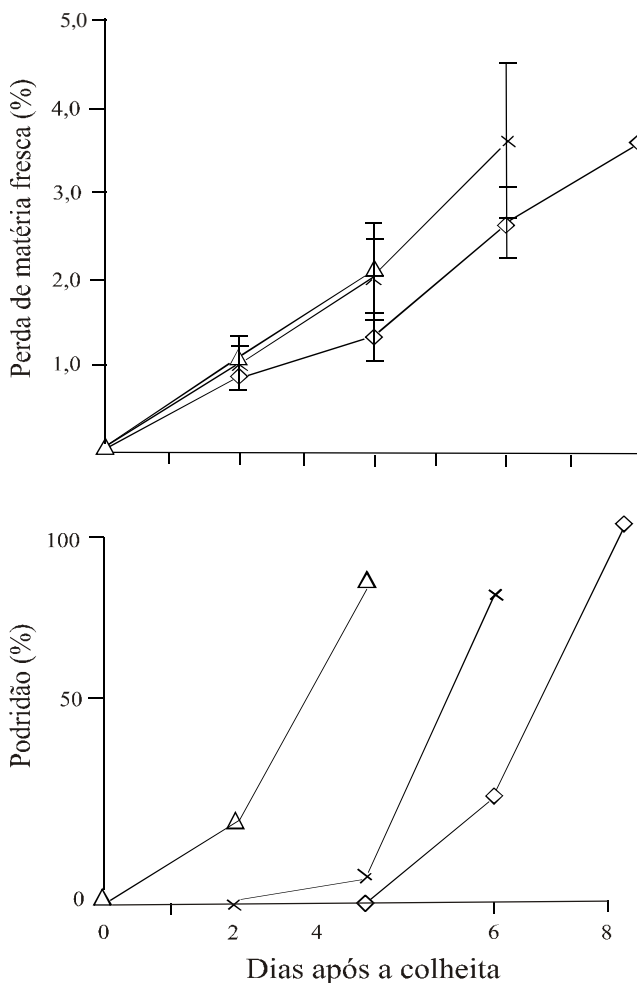 5,0
4,0
3,0
2,0
1,0
Perda de matéria fresca (%)
100
50
0
Podridão (%)
0 2 4 6 8
Dias após a colheita